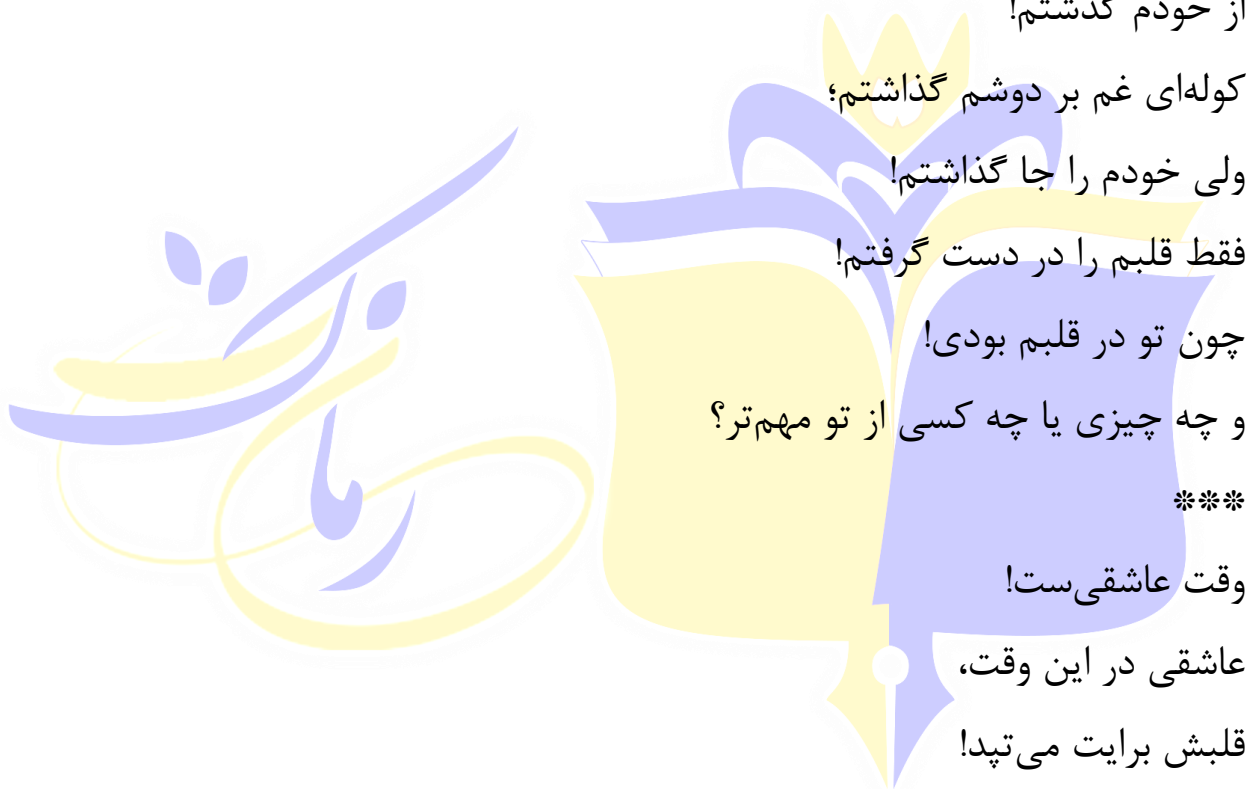 از خودم گذشتم!
کوله‌ای غم بر دوشم گذاشتم؛
ولی خودم را جا گذاشتم!
فقط قلبم را در دست گرفتم!
چون تو در قلبم بودی!
و چه چیزی یا چه کسی از تو مهم‌تر؟
***
وقت عاشقی‌ست!
عاشقی در این وقت،
قلبش برایت می‌تپد!